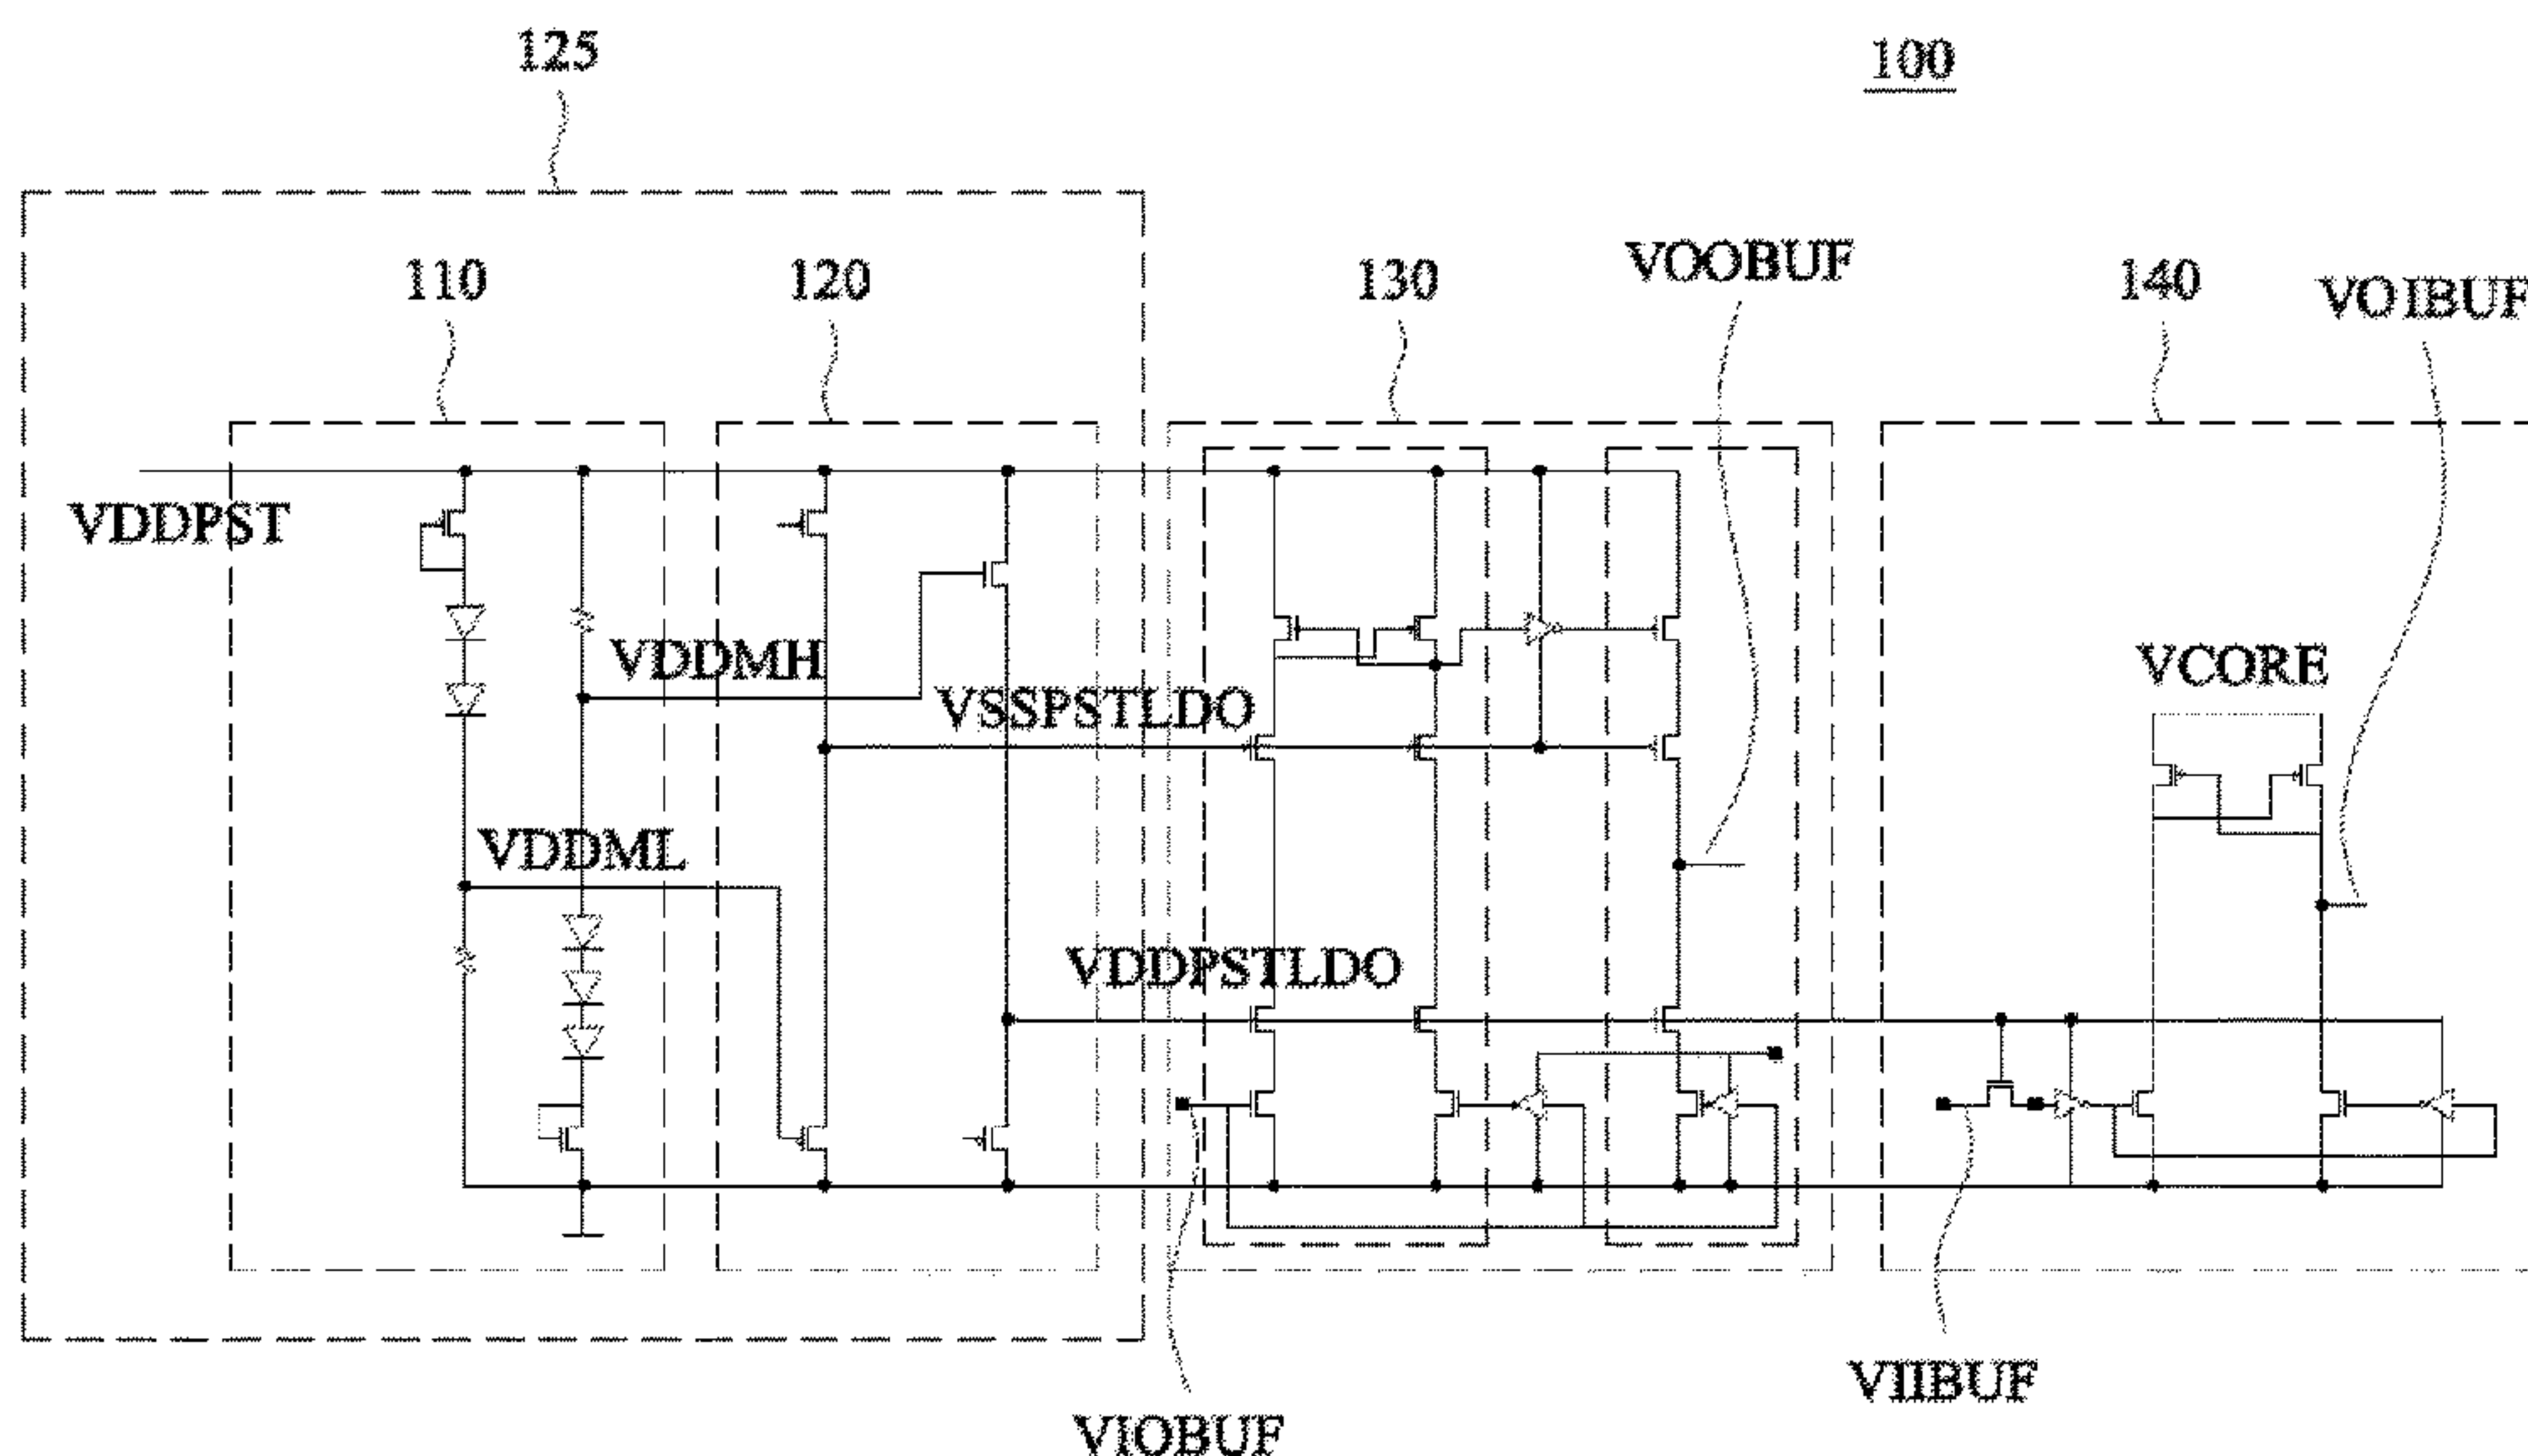 125
100
110
120
130
VOOBUF
140
VOIBUF
VDDPST
VDDMH
VSSPSTLDO
VCORE
VDDML
VDDPSTLDO
VIIBUF
VIOBUF